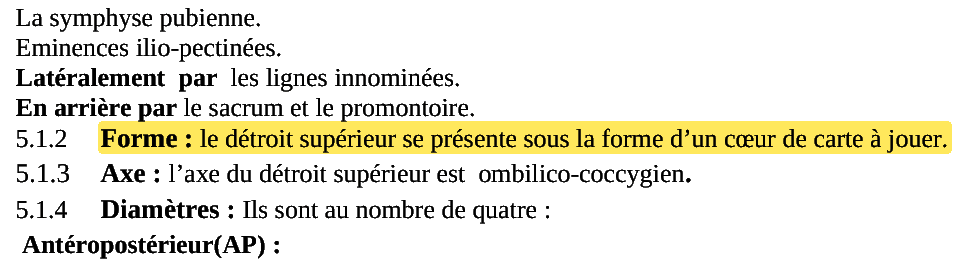 La symphyse pubienne.
Eminences ilio-pectinées.
Latéralement par les lignes innominées.
En arrière par le sacrum et le promontoire.
5.1.2 Forme : le détroit supérieur se présente sous la forme d’un cœur de carte à jouer.
5.1.3 Axe : l’axe du détroit supérieur est ombilico-coccygien.
5.1.4 Diamètres : Ils sont au nombre de quatre :
Antéropostérieur(AP) :